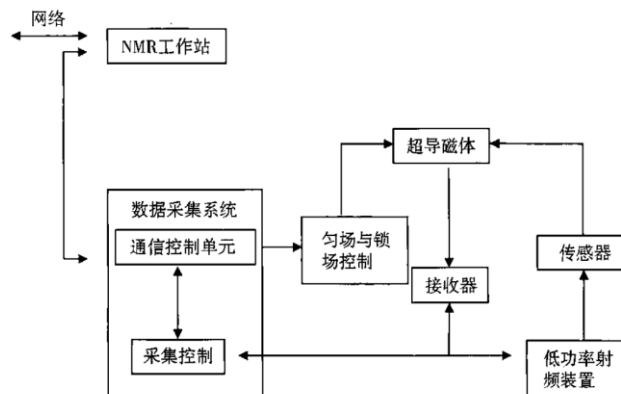 网络
NMR工作站
超导磁体
数据采集系统
通信控制单元
匀场与锁
场控制
传感器
接收器
采集控制
低功率射
频装置